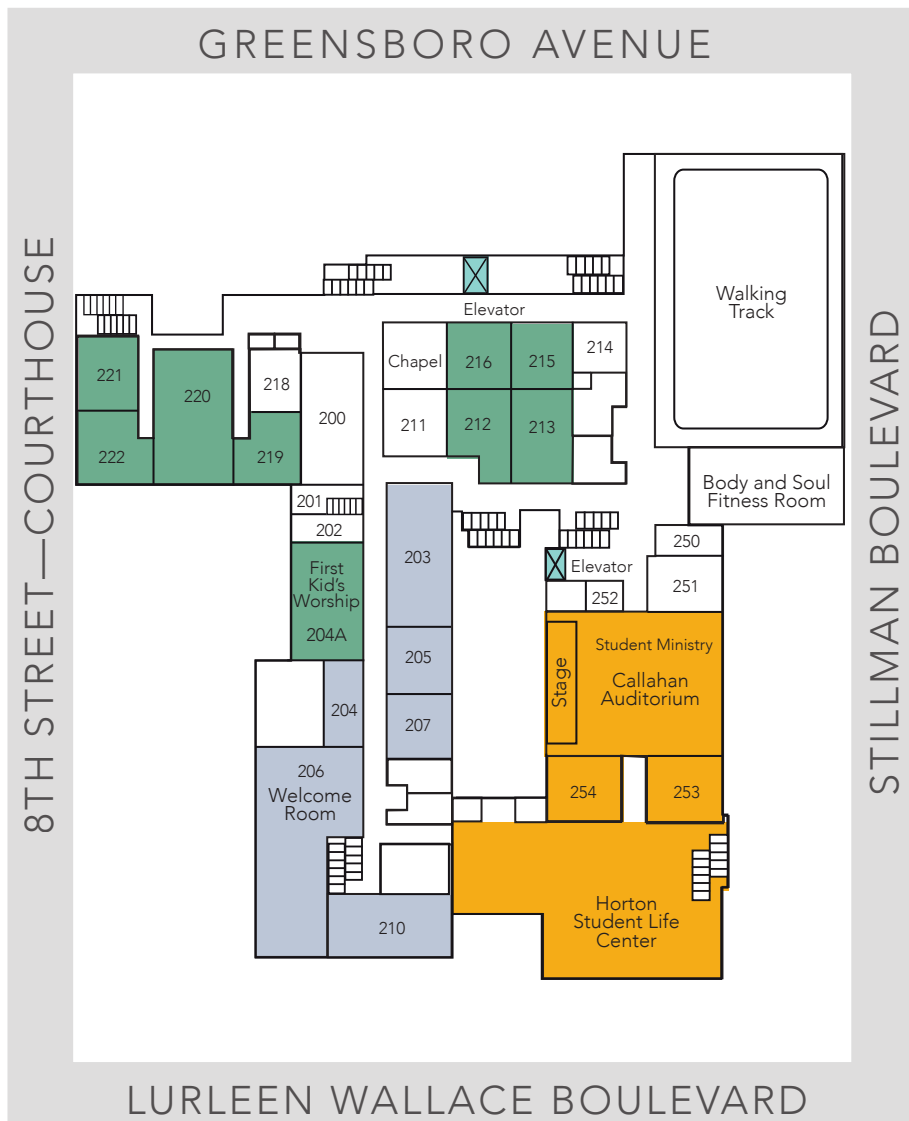 GREENSBORO AVENUE
8TH STREET—COURTHOUSE
STILLMAN BOULEVARD
Walking
Track
Elevator
Chapel
216
215
214
221
220
218
200
211
212
213
222
219
Body and Soul
Fitness Room
201
202
203
250
251
252
Elevator
First
Kid's
Worship
204A
205
Student Ministry
Callahan
Auditorium
Stage
204
207
206
Welcome
Room
254
253
210
Horton
Student Life
Center
LURLEEN WALLACE BOULEVARD